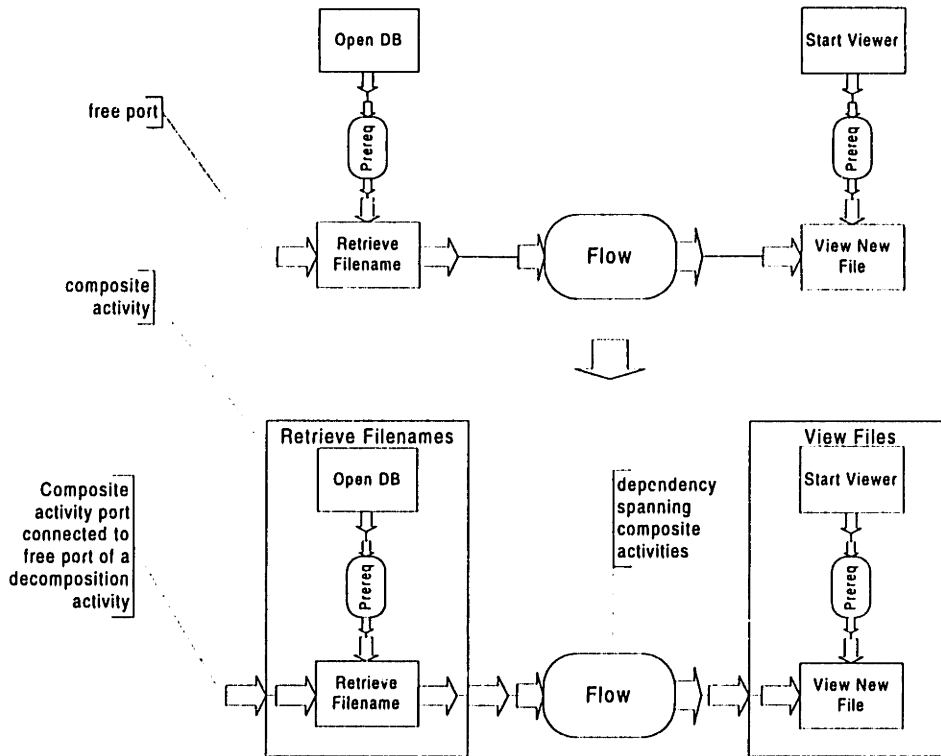 Open DB
Start Viewer
free port
Prereq
Prereq
Retrieve
Filename
Flow
View New
File
composite
activity
Retrieve Filenames
View Files
Open DB
Start Viewer
Composite
activity port
connected to
free port of a
decomposition
activity
dependency
spanning
composite
activities
Prereq
Prereq
Retrieve
Filename
Flow
View New
File